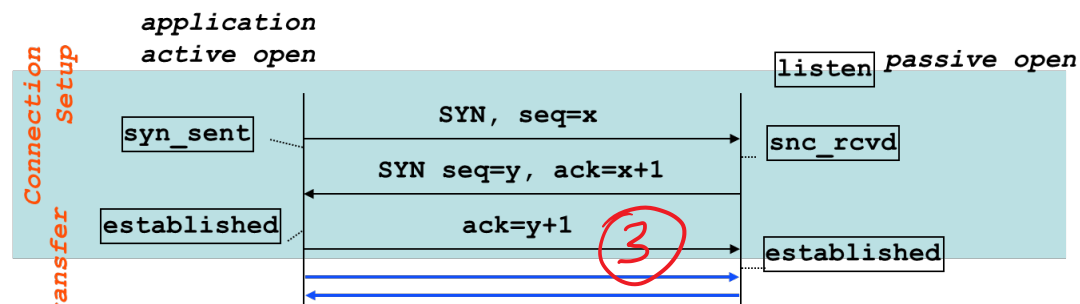 application
active open
listen
passive open
Connection
Setup
SYN, seq=x
syn_sent
snc_rcvd
SYN seq=y, ack=x+1
established
ack=y+1
3
established
ansfer